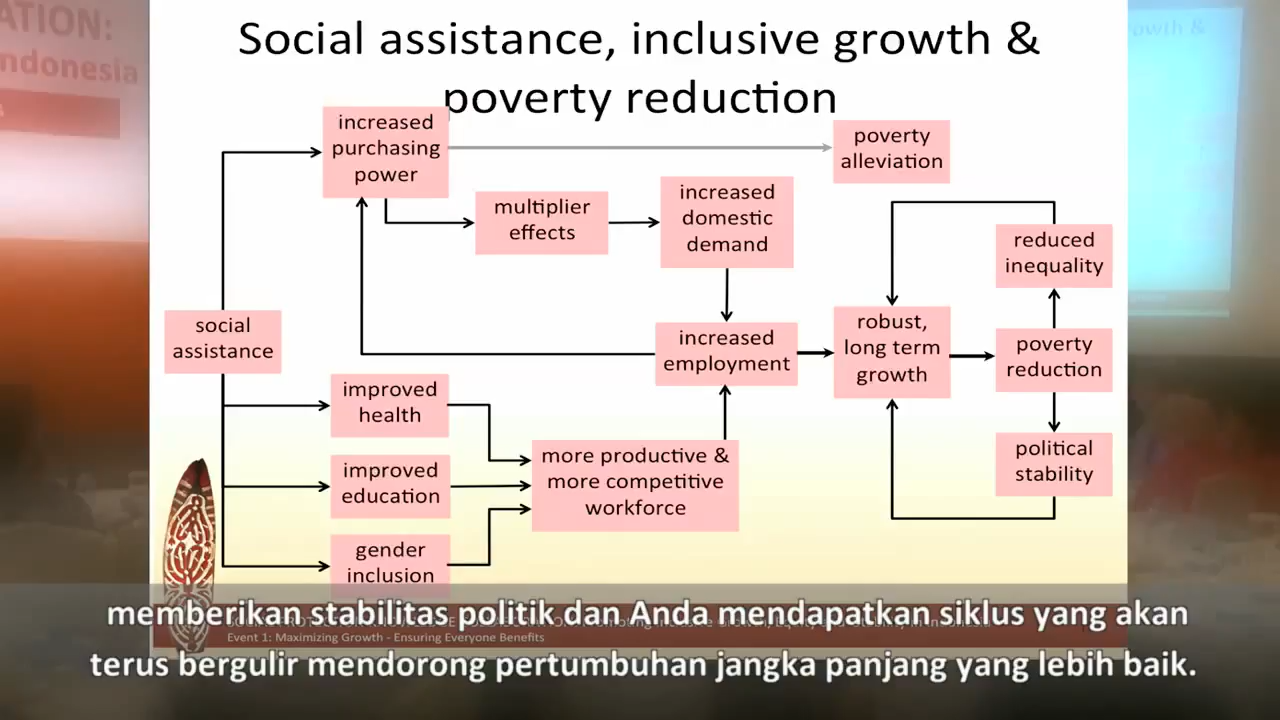 ATION:
ndonesia
Social assistance, inclusive growth &
poverty reduction
increased
purchasing
power
poverty
alleviation
multiplier
effects
increased
domestic
demand
reduced
inequality
social
assistance
increased
employment
robust,
long term
growth
poverty
reduction
improved
health
political
stability
improved
education
more productive &
more competitive
workforce
gender
inclusion
memberikan stabilitas politik dan Anda mendapatkan siklus yang akan
Event 1: Maximizing Growth - Ensuring Everyone Benefits
terus bergulir mendorong pertumbuhan jangka panjang yang lebih baik.